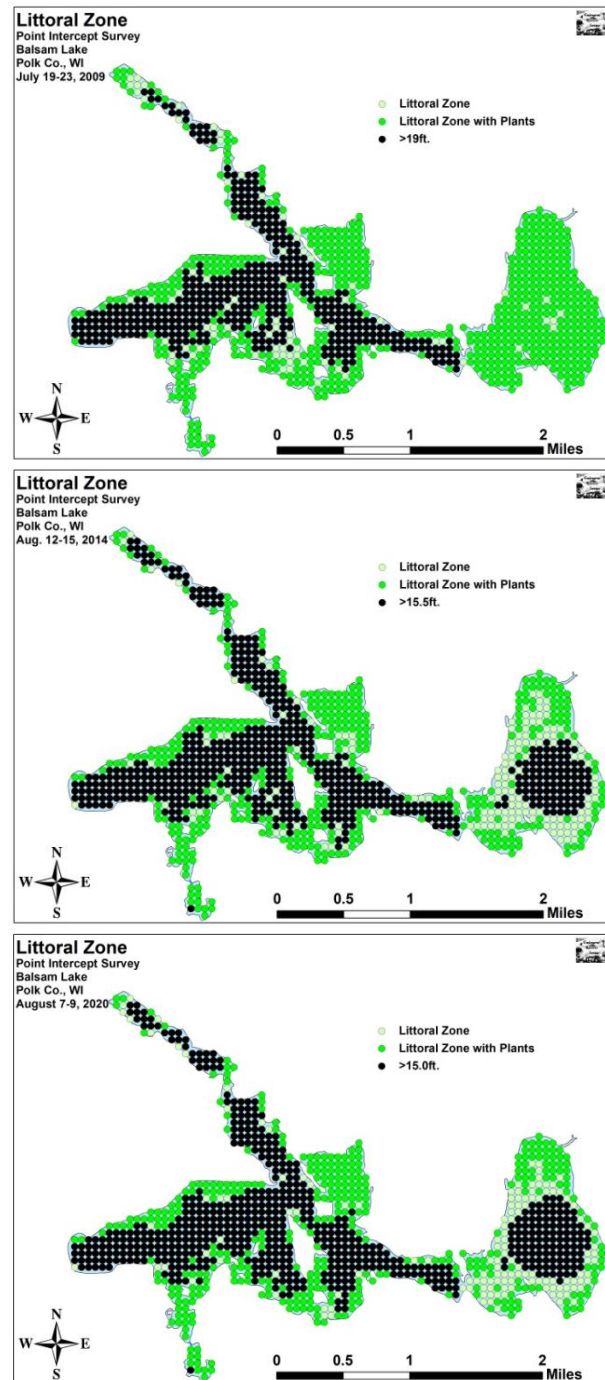 Littoral Zone
Point Intercept Survey
Balsam Lake
Polk Co., WI
July 19-23, 2009
Littoral Zone
Littoral Zone with Plants
>19ft.
N
W E
S
0 0.5 1 2
Miles
Littoral Zone
Point Intercept Survey
Balsam Lake
Polk Co., WI
Aug. 12-15, 2014
Littoral Zone
Littoral Zone with Plants
>15.5ft.
N
W E
S
0 0.5 1 2
Miles
Littoral Zone
Point Intercept Survey
Balsam Lake
Polk Co., WI
August 7-9, 2020
Littoral Zone
Littoral Zone with Plants
>15.0ft.
N
W E
S
0 0.5 1 2
Miles